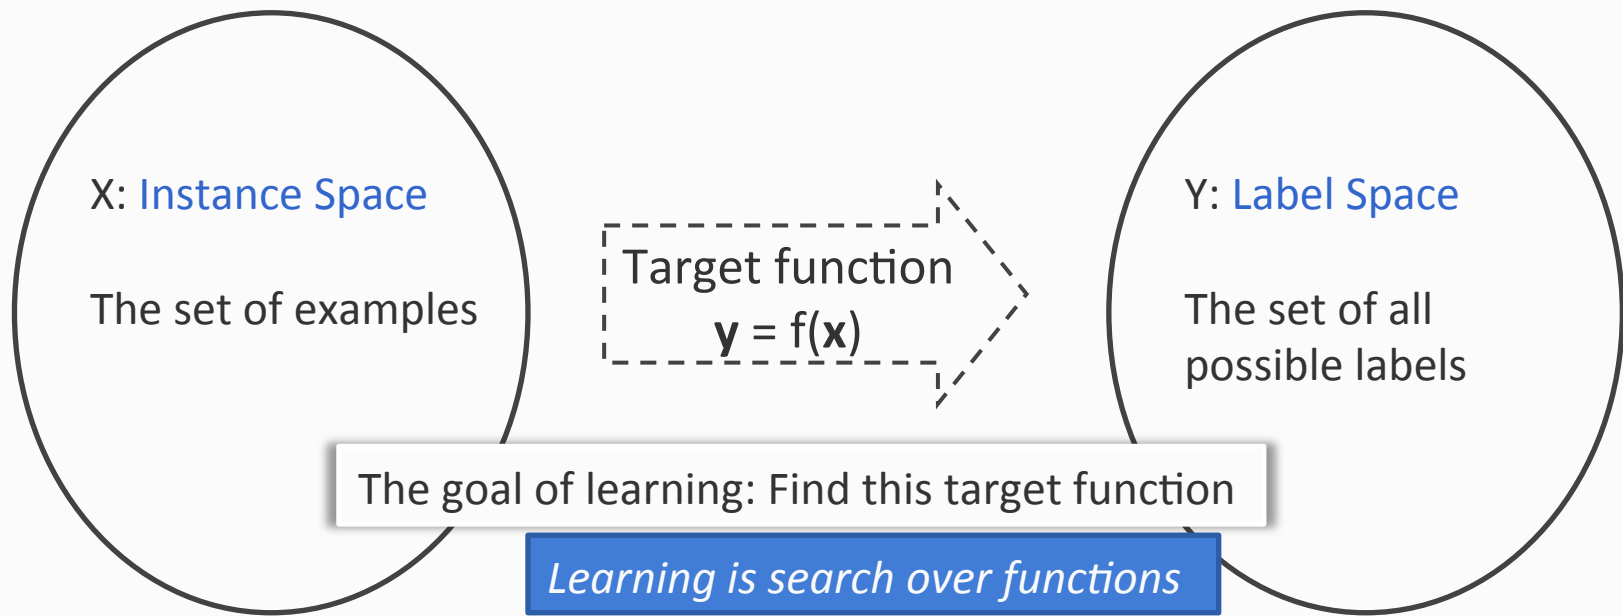 X: Instance Space
The set of examples
Target function
y = f(x)
Y: Label Space
The set of all
possible labels
The goal of learning: Find this target function
Learning is search over functions